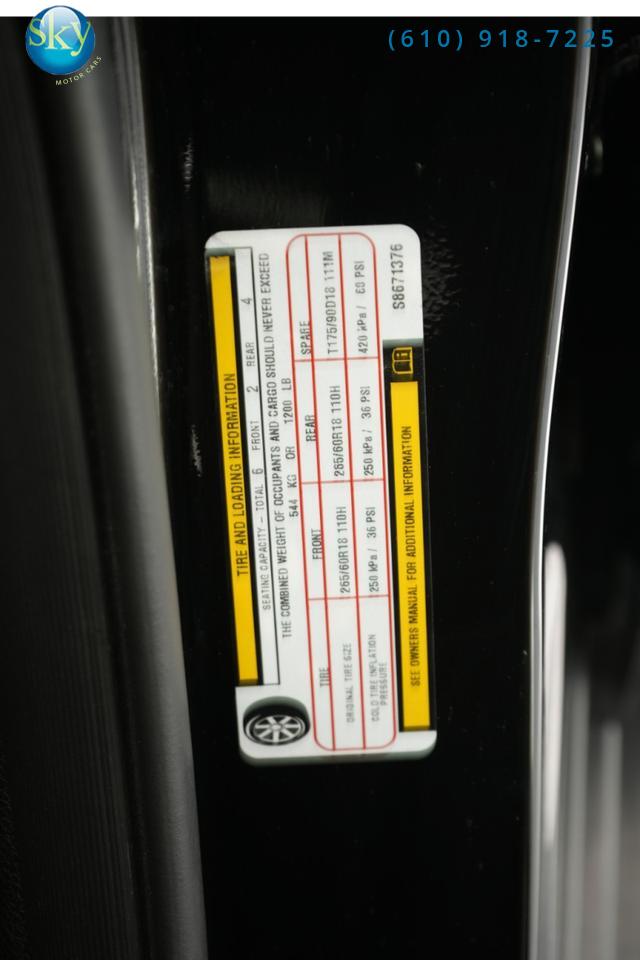 Sky
MOTOR CARS
(610) 918-7225
TIRE AND LOADING INFORMATION
SEATING CAPACITY - TOTAL 6 FRONT 2 REAR 4
THE COMBINED WEIGHT OF OCCUPANTS AND CARGO SHOULD NEVER EXCEED
544 KG OR 1200 LB
TIRE FRONT REAR SPARE
ORIGINAL TIRE SIZE 265/60R18 110H 265/60R18 110H T175/90D18 111M
COLD TIRE INFLATION PRESSURE 250 kPa / 36 PSI 250 kPa / 36 PSI 420 kPa / 60 PSI
SEE OWNERS MANUAL FOR ADDITIONAL INFORMATION
S8671376